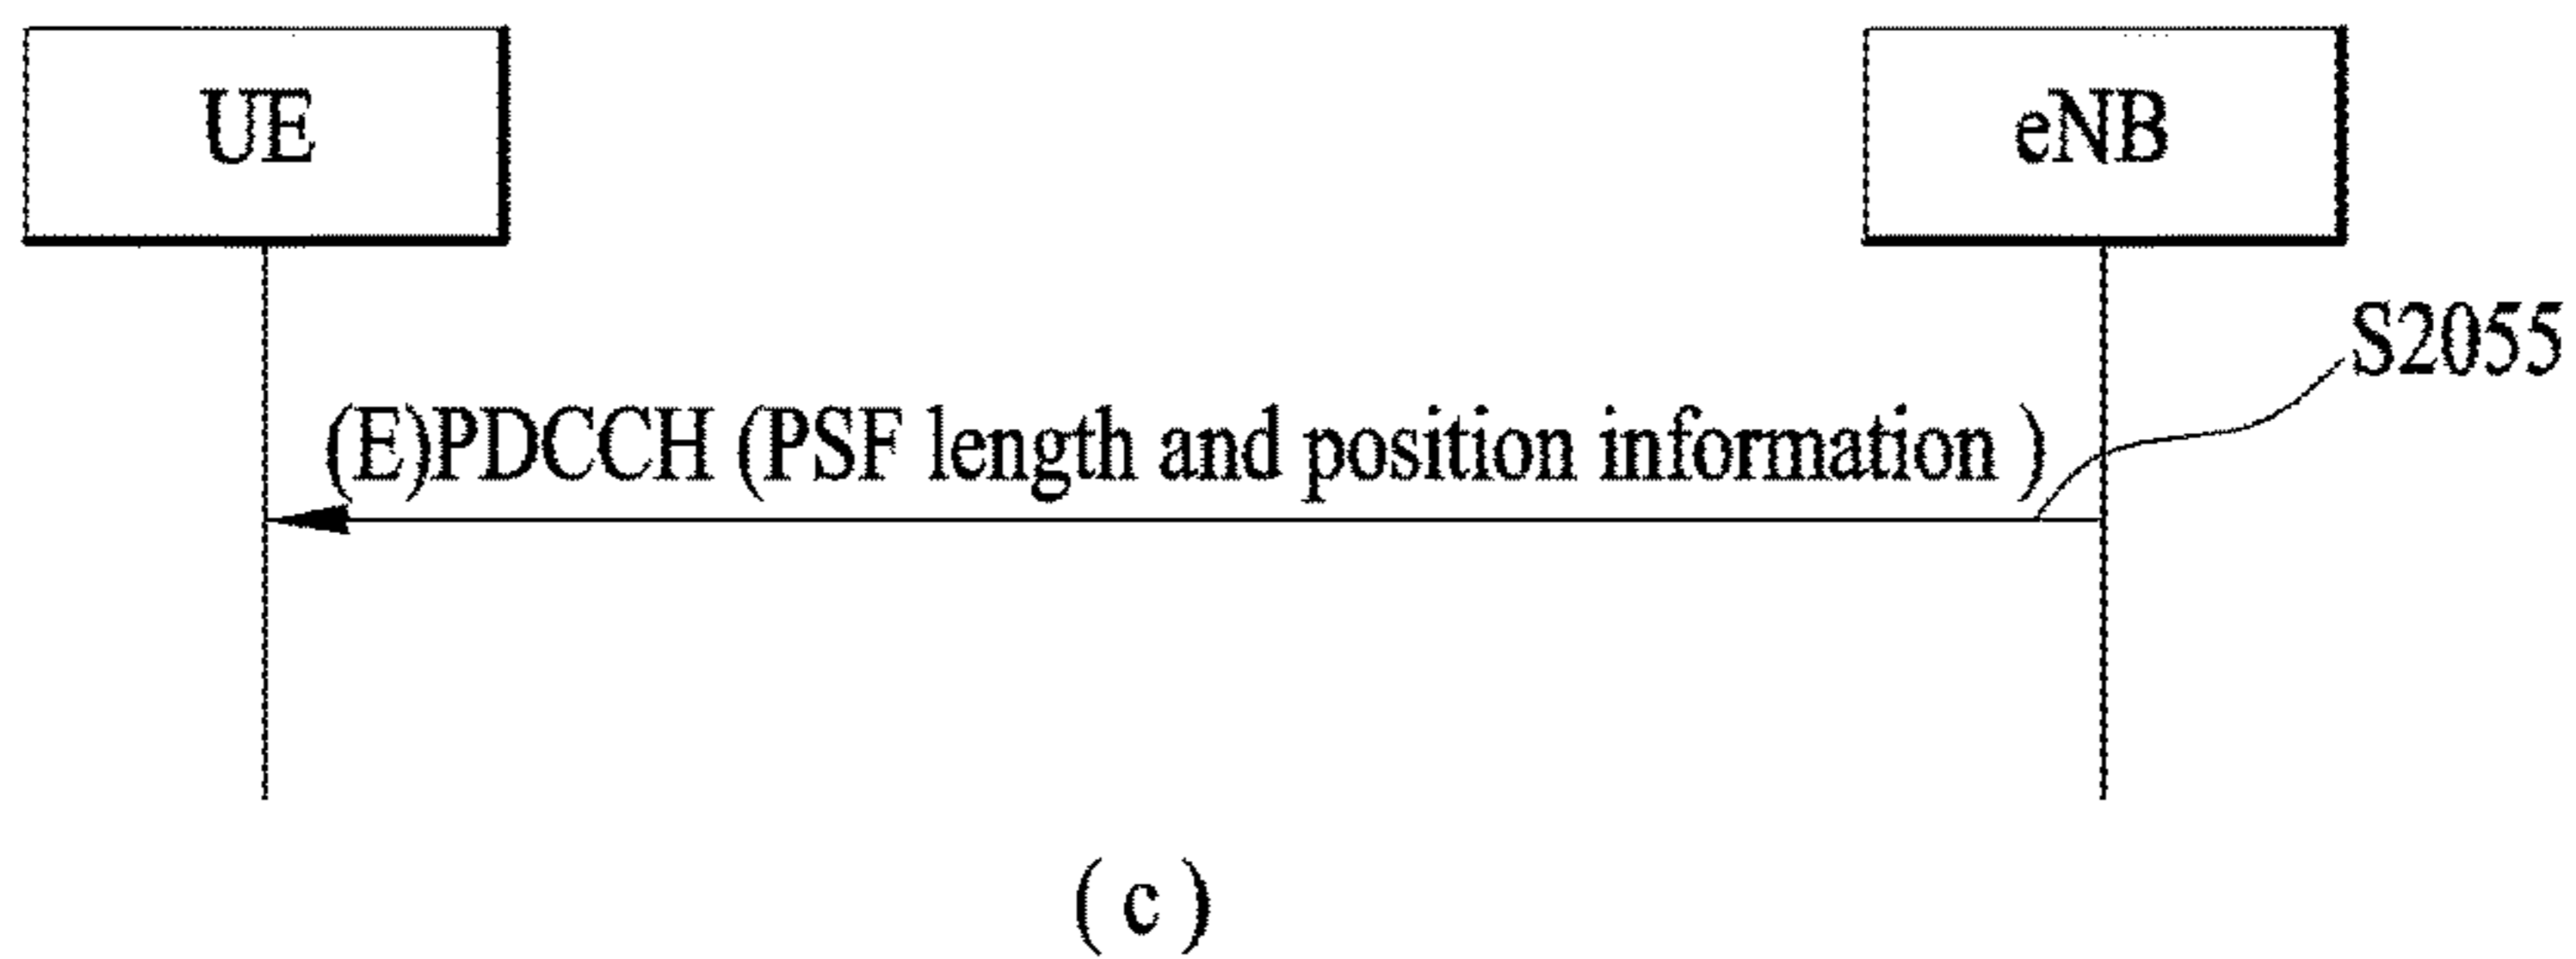 UE
eNB
S2055
(E)PDCCH (PSF length and position information )
( c )